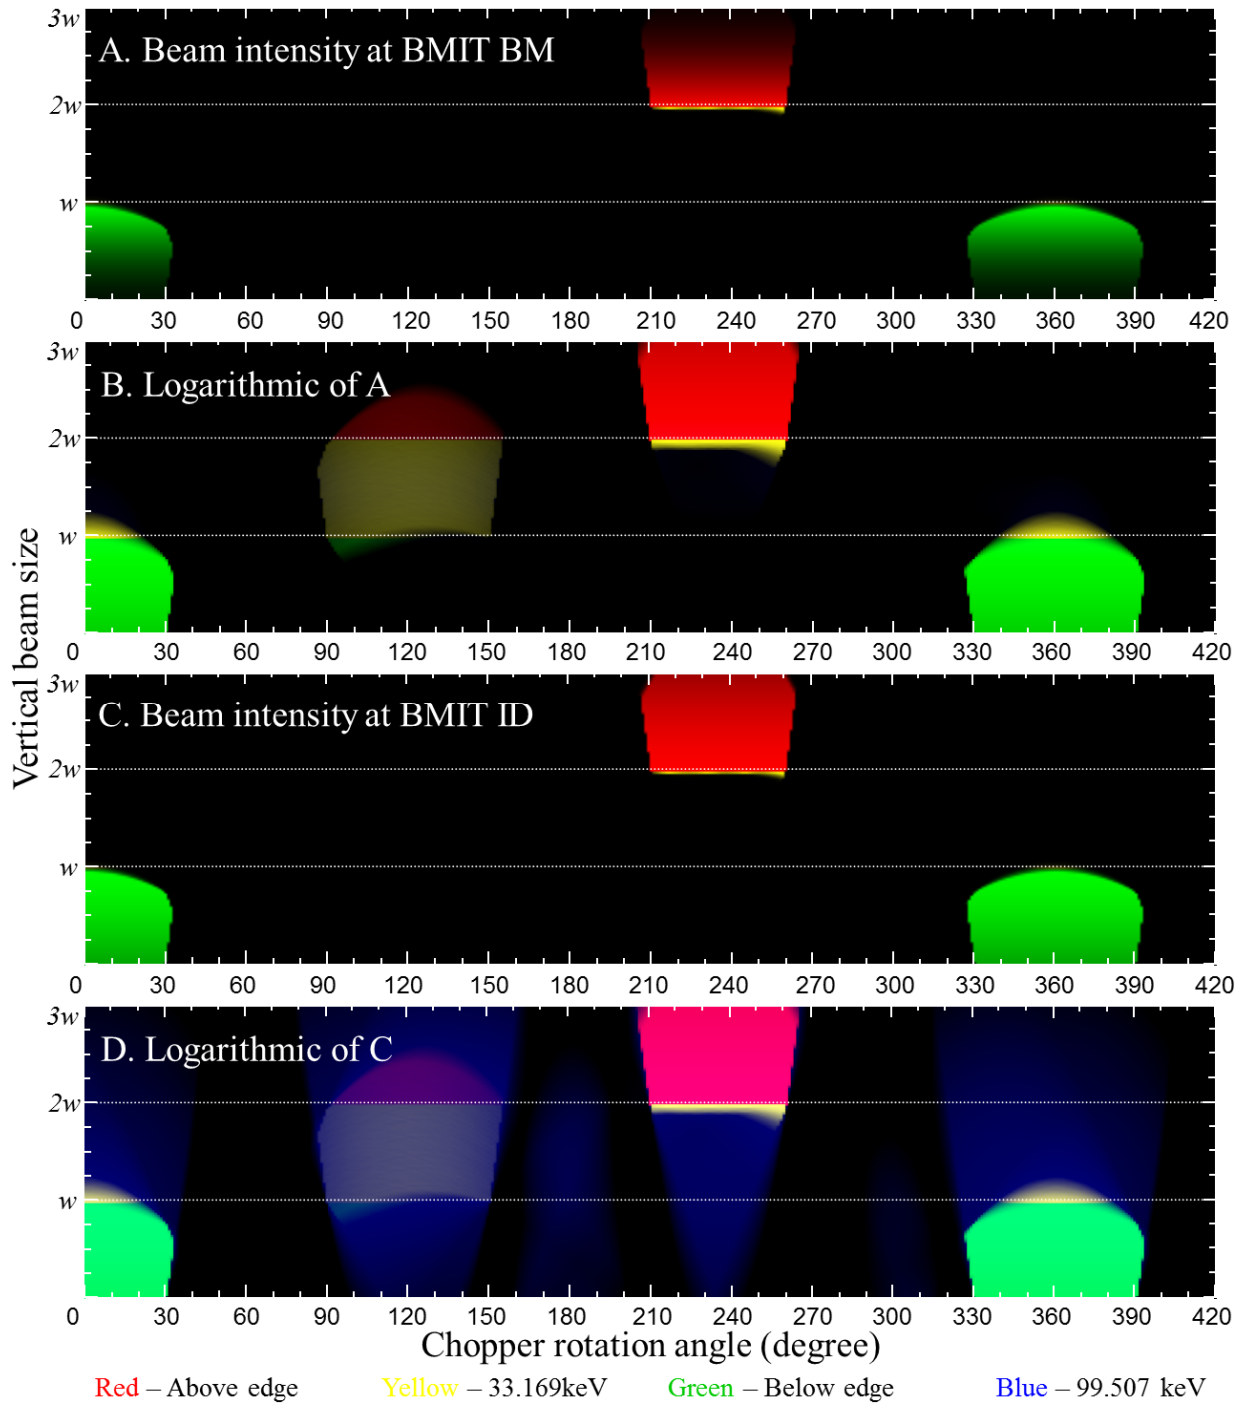 3w
A. Beam intensity at BMIT BM
2w
w
0 30 60 90 120 150 180 210 240 270 300 330 360 390 420
3w
B. Logarithmic of A
2w
w
0 30 60 90 120 150 180 210 240 270 300 330 360 390 420
3w
C. Beam intensity at BMIT ID
2w
w
0 30 60 90 120 150 180 210 240 270 300 330 360 390 420
3w
D. Logarithmic of C
2w
w
0 30 60 90 120 150 180 210 240 270 300 330 360 390 420
Vertical beam size
Chopper rotation angle (degree)
Red – Above edge Yellow – 33.169keV Green – Below edge Blue – 99.507 keV